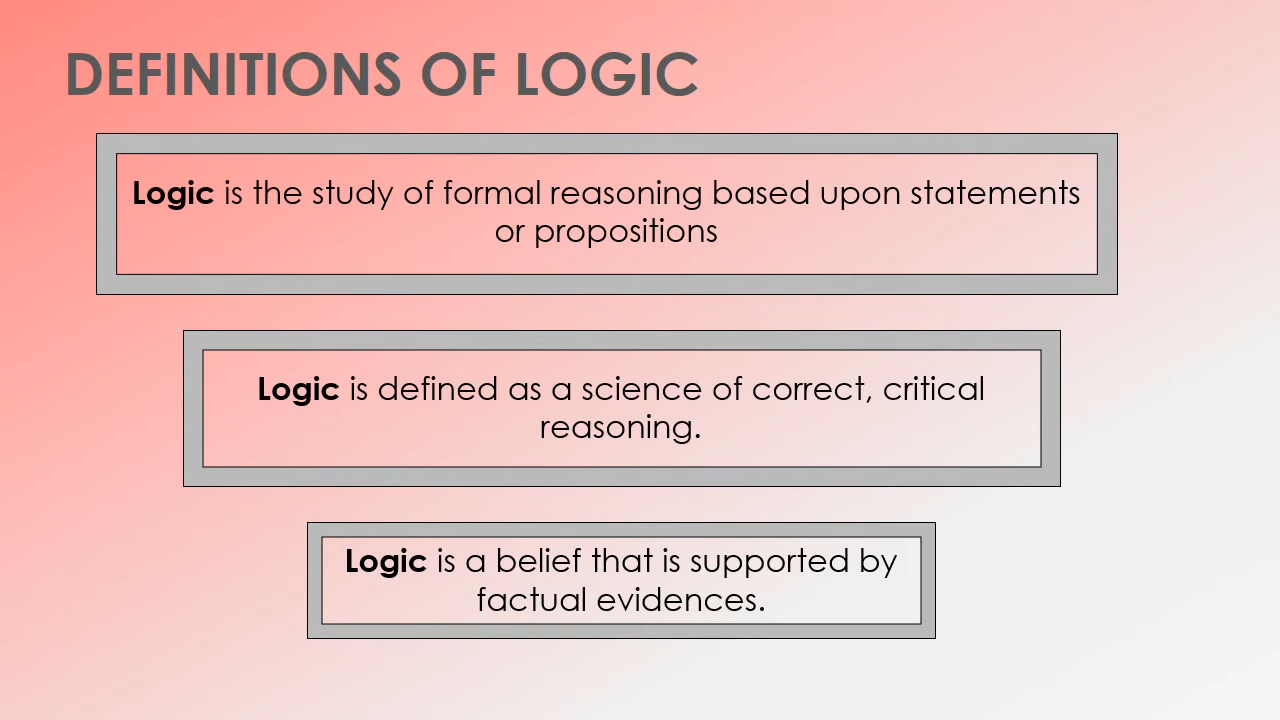 DEFINITIONS OF LOGIC
Logic is the study of formal reasoning based upon statements
or propositions
Logic is defined as a science of correct, critical
reasoning.
Logic is a belief that is supported by
factual evidences.